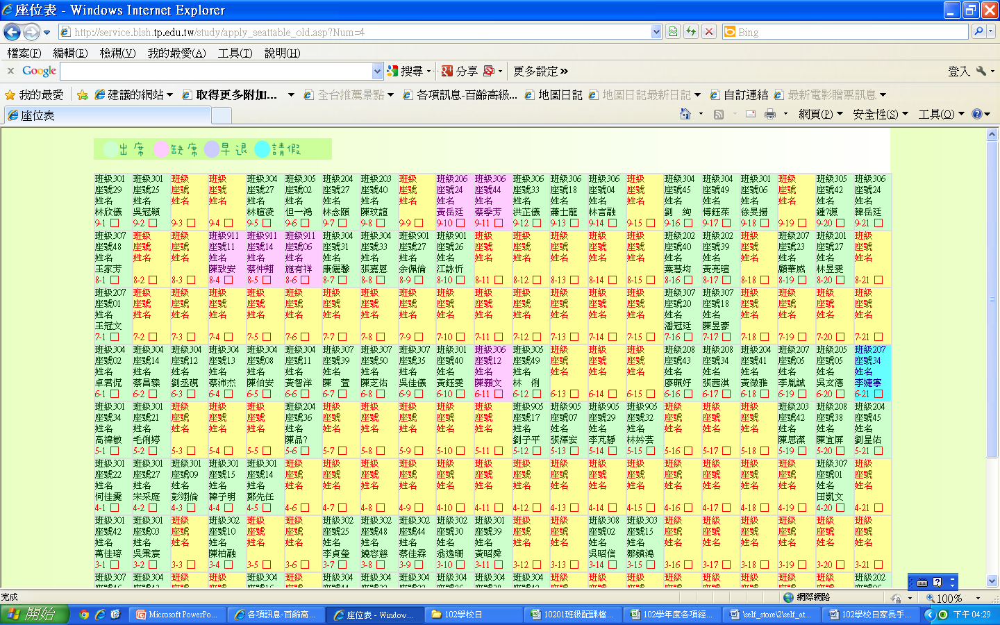 座位表 - Windows Internet Explorer
http://service.blsh.tp.edu.tw/study/apply_seattable_old.asp?Num=4
Bing
檔案(F) 編輯(E) 檢視(V) 我的最愛(A) 工具(T) 說明(H)
x Google 搜尋 分享 更多設定 » 登入
我的最愛 建議的網站 取得更多附加... 全台推薦景點 各項訊息-百齡高級... 地圖日記 地圖日記最新日記 自訂連結 最新電影贈票訊息
座位表 網頁(P) 安全性(S) 工具(O)
出席 缺席 早退 請假
班級301 班級301 班級 班級 班級304 班級305 班級204 班級203 班級 班級206 班級306 班級306 班級306 班級306 班級 班級304 班級304 班級301 班級 班級305 班級306
座號29 座號25 座號 座號 座號27 座號02 座號27 座號40 座號 座號24 座號44 座號33 座號18 座號04 座號 座號45 座號49 座號06 座號 座號42 座號24
姓名 姓名 姓名 姓名 姓名 姓名 姓名 姓名 姓名 姓名 姓名 姓名 姓名 姓名 姓名 姓名 姓名 姓名 姓名 姓名 姓名
林欣儀 吳冠穎 林暄凌 但一鴻 林念頤 陳玟諠 黃岳廷 蔡季芳 洪芷儀 蕭士龍 林言融 劉 絢 傅鈺茱 徐旻揚 鍾?源 韓岳廷
9-1 9-2 9-3 9-4 9-5 9-6 9-7 9-8 9-9 9-10 9-11 9-12 9-13 9-14 9-15 9-16 9-17 9-18 9-19 9-20 9-21
班級307 班級 班級 班級911 班級911 班級911 班級304 班級304 班級901 班級901 班級 班級 班級 班級 班級 班級202 班級202 班級 班級207 班級201 班級
座號48 座號 座號 座號11 座號14 座號06 座號31 座號33 座號27 座號26 座號 座號 座號 座號 座號 座號40 座號39 座號 座號23 座號27 座號
姓名 姓名 姓名 姓名 姓名 姓名 姓名 姓名 姓名 姓名 姓名 姓名 姓名 姓名 姓名 姓名 姓名 姓名 姓名 姓名 姓名
王家芳 陳致安 蔡仲翔 施有祥 康儷馨 張嘉恩 余佩倫 江詠忻 葉慧均 黃亮瑄 顧華威 林昱雯
8-1 8-2 8-3 8-4 8-5 8-6 8-7 8-8 8-9 8-10 8-11 8-12 8-13 8-14 8-15 8-16 8-17 8-18 8-19 8-20 8-21
班級207 班級 班級 班級 班級 班級 班級 班級 班級 班級 班級 班級 班級 班級 班級 班級307 班級307 班級 班級 班級 班級
座號01 座號 座號 座號 座號 座號 座號 座號 座號 座號 座號 座號 座號 座號 座號 座號20 座號18 座號 座號 座號 座號
姓名 姓名 姓名 姓名 姓名 姓名 姓名 姓名 姓名 姓名 姓名 姓名 姓名 姓名 姓名 姓名 姓名 姓名 姓名 姓名 姓名
王冠文 潘冠廷 陳昱豪
7-1 7-2 7-3 7-4 7-5 7-6 7-7 7-8 7-9 7-10 7-11 7-12 7-13 7-14 7-15 7-16 7-17 7-18 7-19 7-20 7-21
班級304 班級304 班級304 班級304 班級304 班級304 班級307 班級307 班級307 班級301 班級306 班級305 班級 班級 班級 班級208 班級208 班級204 班級207 班級205 班級207
座號02 座號14 座號12 座號13 座號08 座號11 座號39 座號50 座號35 座號40 座號12 座號49 座號 座號 座號 座號43 座號34 座號41 座號05 座號05 座號34
姓名 姓名 姓名 姓名 姓名 姓名 姓名 姓名 姓名 姓名 姓名 姓名 姓名 姓名 姓名 姓名 姓名 姓名 姓名 姓名 姓名
卓君侃 蔡昌臻 劉丞硯 蔡沛杰 陳伯安 黃智洋 陳 萱 陳芝佑 吳佳儀 黃鈺雯 陳顥文 林 俐 廖珮妤 張茜淇 黃微雅 李胤誠 吳玄德 李婕寧
6-1 6-2 6-3 6-4 6-5 6-6 6-7 6-8 6-9 6-10 6-11 6-12 6-13 6-14 6-15 6-16 6-17 6-18 6-19 6-20 6-21
班級301 班級301 班級 班級 班級 班級204 班級 班級 班級 班級 班級 班級905 班級905 班級905 班級905 班級 班級 班級 班級203 班級208 班級204
座號34 座號21 座號 座號 座號 座號36 座號 座號 座號 座號 座號 座號17 座號07 座號29 座號32 座號 座號 座號 座號42 座號38 座號45
姓名 姓名 姓名 姓名 姓名 姓名 姓名 姓名 姓名 姓名 姓名 姓名 姓名 姓名 姓名 姓名 姓名 姓名 姓名 姓名 姓名
高禕敏 毛俐婷 陳品? 劉子平 張澤宏 李芃靜 林妗芸 陳思潔 陳宜屏 劉星佑
5-1 5-2 5-3 5-4 5-5 5-6 5-7 5-8 5-9 5-10 5-11 5-12 5-13 5-14 5-15 5-16 5-17 5-18 5-19 5-20 5-21
班級301 班級301 班級301 班級301 班級301 班級 班級 班級 班級 班級 班級 班級 班級 班級 班級 班級 班級 班級 班級 班級307 班級
座號22 座號27 座號09 座號15 座號14 座號 座號 座號 座號 座號 座號 座號 座號 座號 座號 座號 座號 座號 座號 座號01 座號
姓名 姓名 姓名 姓名 姓名 姓名 姓名 姓名 姓名 姓名 姓名 姓名 姓名 姓名 姓名 姓名 姓名 姓名 姓名 姓名 姓名
何佳霙 宋采庭 彭翊倫 韓子明 鄭先任 田凱文
4-1 4-2 4-3 4-4 4-5 4-6 4-7 4-8 4-9 4-10 4-11 4-12 4-13 4-14 4-15 4-16 4-17 4-18 4-19 4-20 4-21
班級301 班級301 班級 班級302 班級 班級 班級302 班級302 班級302 班級302 班級301 班級 班級 班級308 班級303 班級 班級 班級 班級 班級 班級
座號42 座號03 座號 座號10 座號 座號 座號25 座號48 座號44 座號30 座號39 座號 座號 座號02 座號15 座號 座號 座號 座號 座號 座號
姓名 姓名 姓名 姓名 姓名 姓名 姓名 姓名 姓名 姓名 姓名 姓名 姓名 姓名 姓名 姓名 姓名 姓名 姓名 姓名 姓名
萬佳瑢 吳秉宸 陳柏融 李貞瑩 饒容慈 蔡佳霖 翁逸珊 黃昭舜 吳昭信 鄒鎮鴻
3-1 3-2 3-3 3-4 3-5 3-6 3-7 3-8 3-9 3-10 3-11 3-12 3-13 3-14 3-15 3-16 3-17 3-18 3-19 3-20 3-21
班級307 班級304 班級 班級 班級304 班級 班級304 班級304 班級304 班級304 班級304 班級304 班級 班級 班級 班級 班級 班級 班級 班級 班級202
完成 網際網路 100%
開始 Microsoft PowerPo... 各項訊息-百齡高... 座位表 - Window... 102學校日 10201班級配課檔... 102學年度各項經... \self_store\2\self_at... 102學校日家長手... 下午 04:29